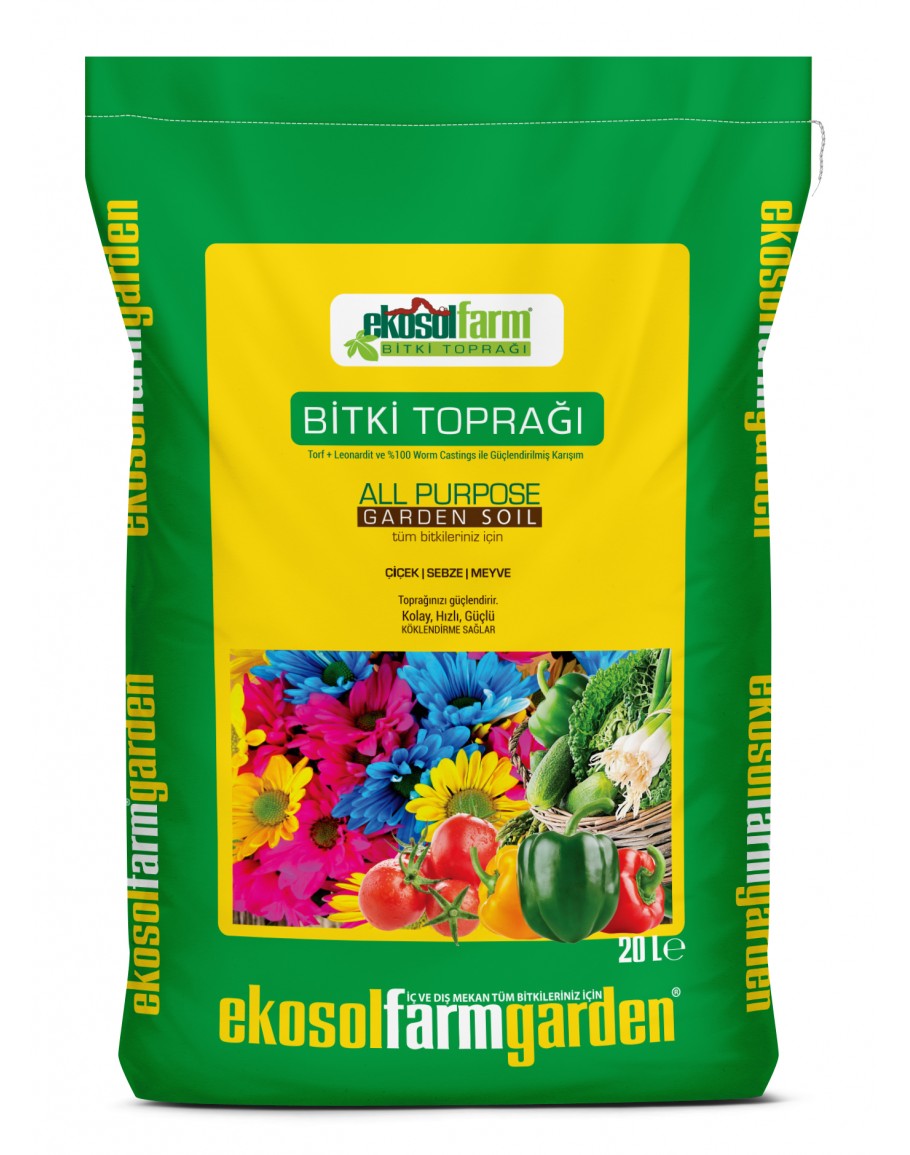 ekosolfarm®
BİTKİ TOPRAĞI
BİTKİ TOPRAĞI
Torf + Leonardit ve %100 Worm Castings ile Güçlendirilmiş Karışım
ALL PURPOSE
GARDEN SOIL
tüm bitkileriniz için
ÇİÇEK | SEBZE | MEYVE
Toprağınızı güçlendirir.
Kolay, Hızlı, Güçlü
KÖKLENDİRME SAĞLAR
20 L℮
İÇ VE DIŞ MEKAN TÜM BİTKİLERİNİZ İÇİN
ekosolfarmgarden®
ekosolfarmgarden
ekosolfarmgarden®
ekosolfarmgarden
ekosolfarmgarden